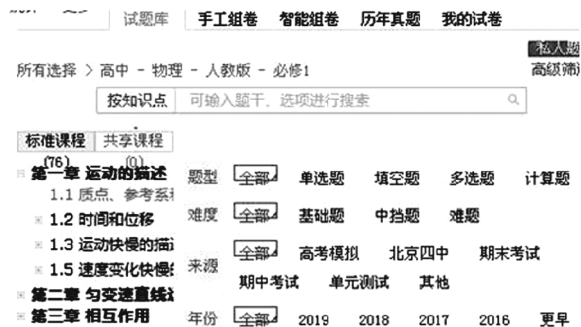 试题库 手工组卷 智能组卷 历年真题 我的试卷
私人题
所有选择 > 高中 - 物理 - 人教版 - 必修1
高级筛
按知识点 可输入题干、选项进行搜索
标准课程 共享课程
(76) (0)
第一章 运动的描述
题型 全部 单选题 填空题 多选题 计算题
1.1 质点、参考系
难度 全部 基础题 中挡题 难题
1.2 时间和位移
1.3 运动快慢的描
来源 全部 高考模拟 北京四中 期末考试
1.5 速度变化快慢
期中考试 单元测试 其他
第二章 匀变速直线
第三章 相互作用
年份 全部 2019 2018 2017 2016 更早